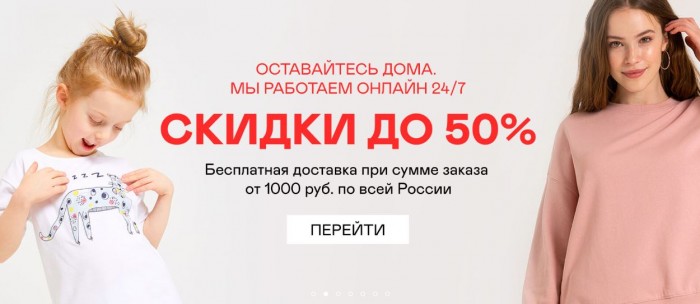 ОСТАВАЙТЕСЬ ДОМА.
МЫ РАБОТАЕМ ОНЛАЙН 24/7
СКИДКИ ДО 50%
Бесплатная доставка при сумме заказа
от 1000 руб. по всей России
ПЕРЕЙТИ
zzZ